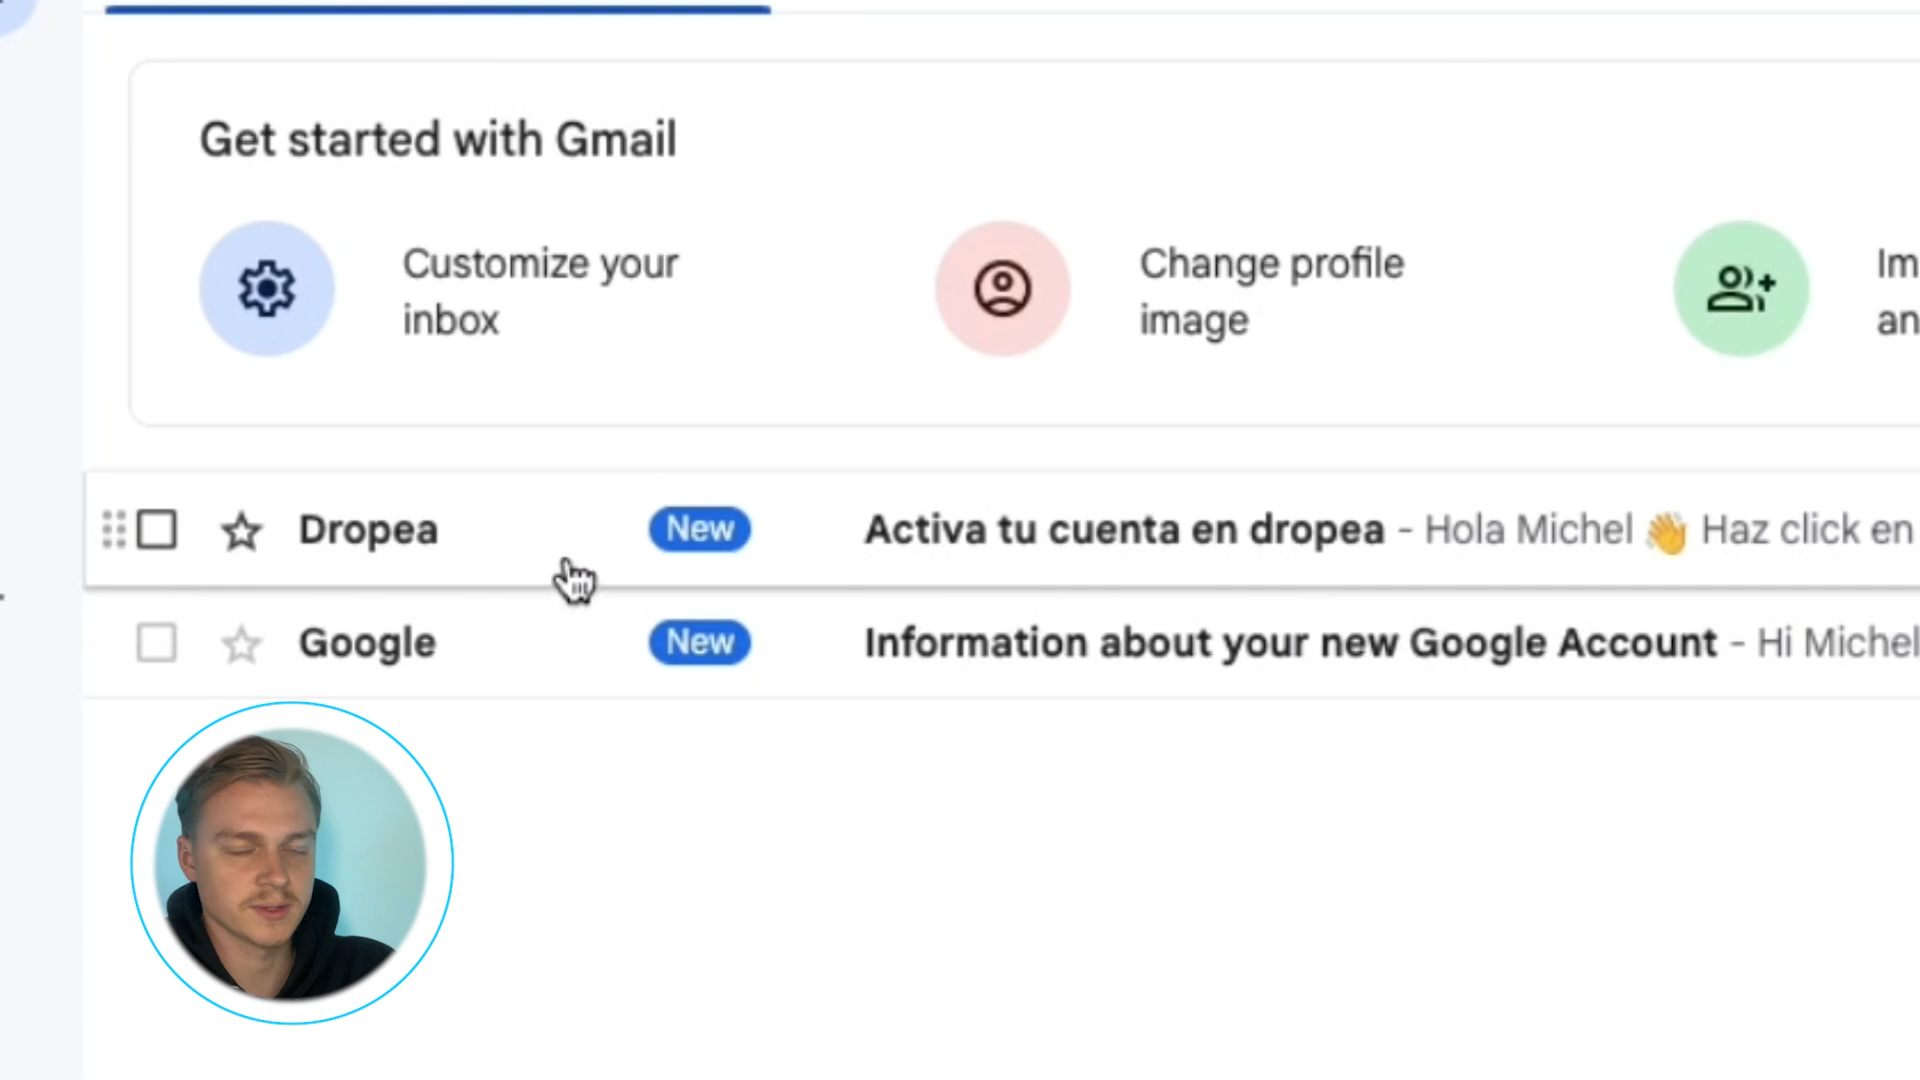 Get started with Gmail
Customize your
inbox
Change profile
image
Im
an
Dropea New Activa tu cuenta en dropea - Hola Michel 👋 Haz click en
Google New Information about your new Google Account - Hi Michel